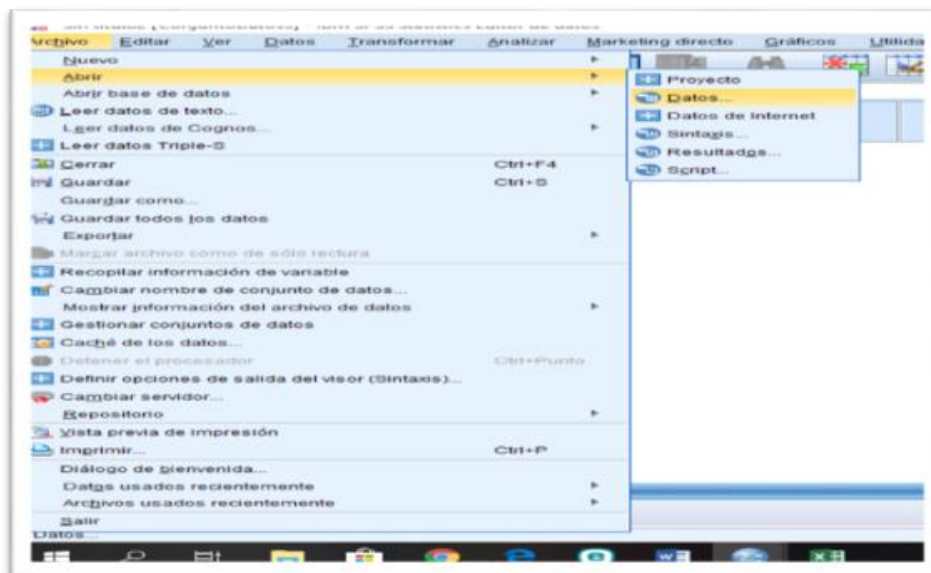 Archivo Editar Ver Datos Transformar Analizar Marketing directo Gráficos Utilida
Nuevo
Abrir
Abrir base de datos
Leer datos de texto...
Leer datos de Cognos...
Leer datos Triple-S
Cerrar Ctrl+F4
Guardar Ctrl+S
Guardar como...
Guardar todos los datos
Exportar
Marcar archivo como de sólo lectura
Recopilar información de variable
Cambiar nombre de conjunto de datos...
Mostrar información del archivo de datos
Gestionar conjuntos de datos
Caché de los datos...
Detener el procesador Ctrl+Punto
Definir opciones de salida del visor (Sintaxis)...
Cambiar servidor...
Repositorio
Vista previa de impresión
Imprimir... Ctrl+P
Diálogo de bienvenida...
Datos usados recientemente
Archivos usados recientemente
Salir
Datos...
Proyecto
Datos...
Datos de Internet
Sintaxis...
Resultados...
Script...